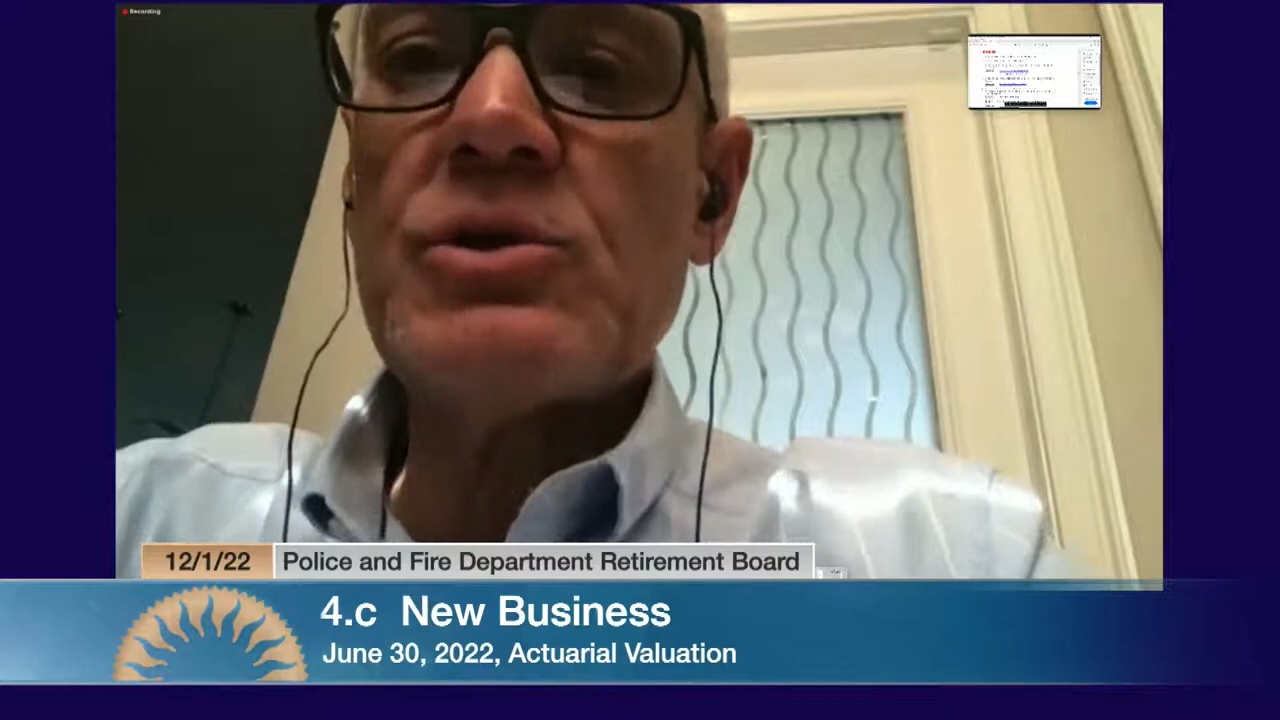 Recording
12/1/22 Police and Fire Department Retirement Board
4.c New Business
June 30, 2022, Actuarial Valuation